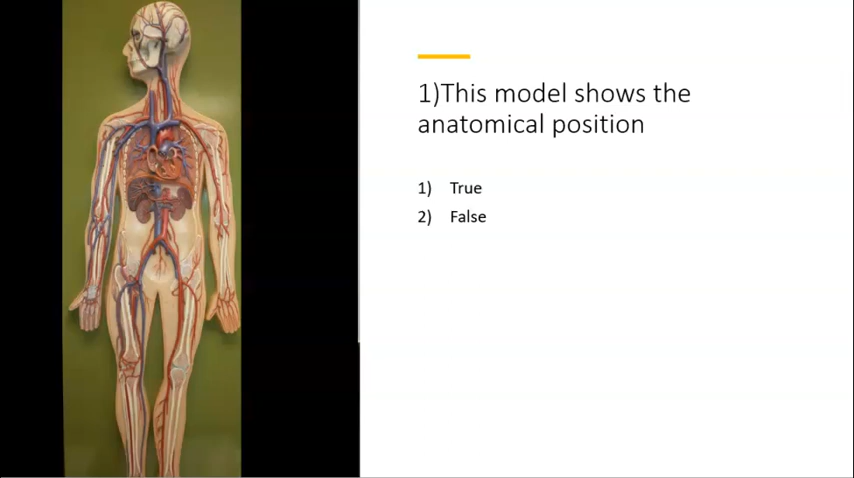 1)This model shows the
anatomical position
1) True
2) False